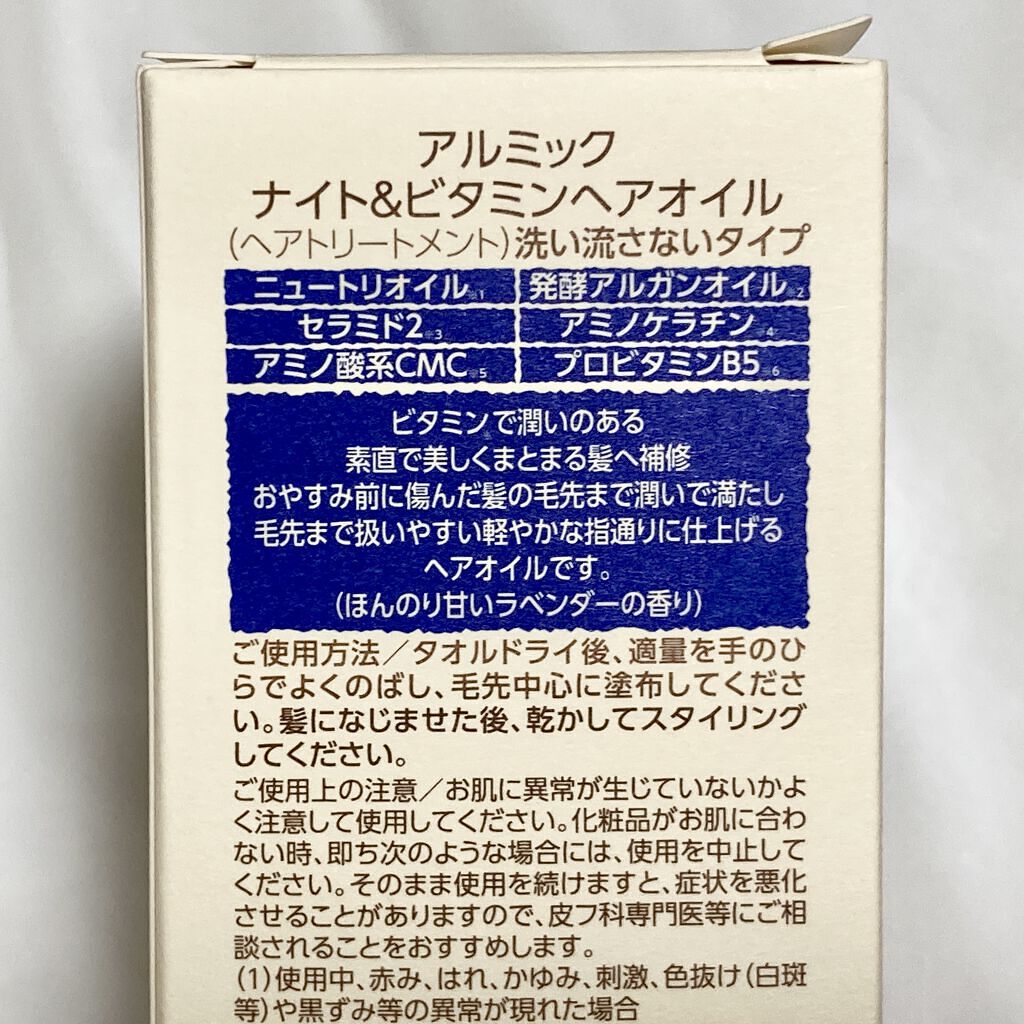 アルミック
ナイト&ビタミンヘアオイル
(ヘアトリートメント)洗い流さないタイプ
ニュートリオイル※1 発酵アルガンオイル※2
セラミド2※3 アミノケラチン※4
アミノ酸系CMC※5 プロビタミンB5※6
ビタミンで潤いのある
素直で美しくまとまる髪へ補修
おやすみ前に傷んだ髪の毛先まで潤いで満たし
毛先まで扱いやすい軽やかな指通りに仕上げる
ヘアオイルです。
(ほんのり甘いラベンダーの香り)
ご使用方法/タオルドライ後、適量を手のひ
らでよくのばし、毛先中心に塗布してくださ
い。髪になじませた後、乾かしてスタイリング
してください。
ご使用上の注意/お肌に異常が生じていないかよ
く注意して使用してください。化粧品がお肌に合わ
ない時、即ち次のような場合には、使用を中止して
ください。そのまま使用を続けますと、症状を悪化
させることがありますので、皮フ科専門医等にご相
談されることをおすすめします。
(1)使用中、赤み、はれ、かゆみ、刺激、色抜け(白斑
等)や黒ずみ等の異常が現れた場合